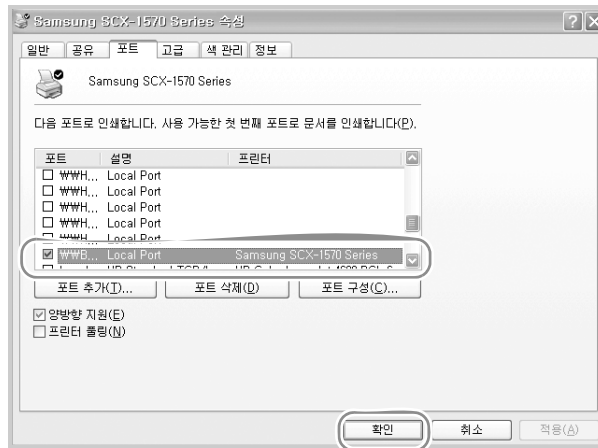 Samsung SCX-1570 Series 속성
일반 공유 포트 고급 색 관리 정보
Samsung SCX-1570 Series
다음 포트로 인쇄합니다. 사용 가능한 첫 번째 포트로 문서를 인쇄합니다(P).
포트 설명 프린터
₩₩H... Local Port
₩₩H... Local Port
₩₩H... Local Port
₩₩H... Local Port
₩₩H... Local Port
₩₩B... Local Port Samsung SCX-1570 Series
포트 추가(T)... 포트 삭제(D) 포트 구성(C)...
양방향 지원(E)
프린터 풀링(N)
확인 취소 적용(A)